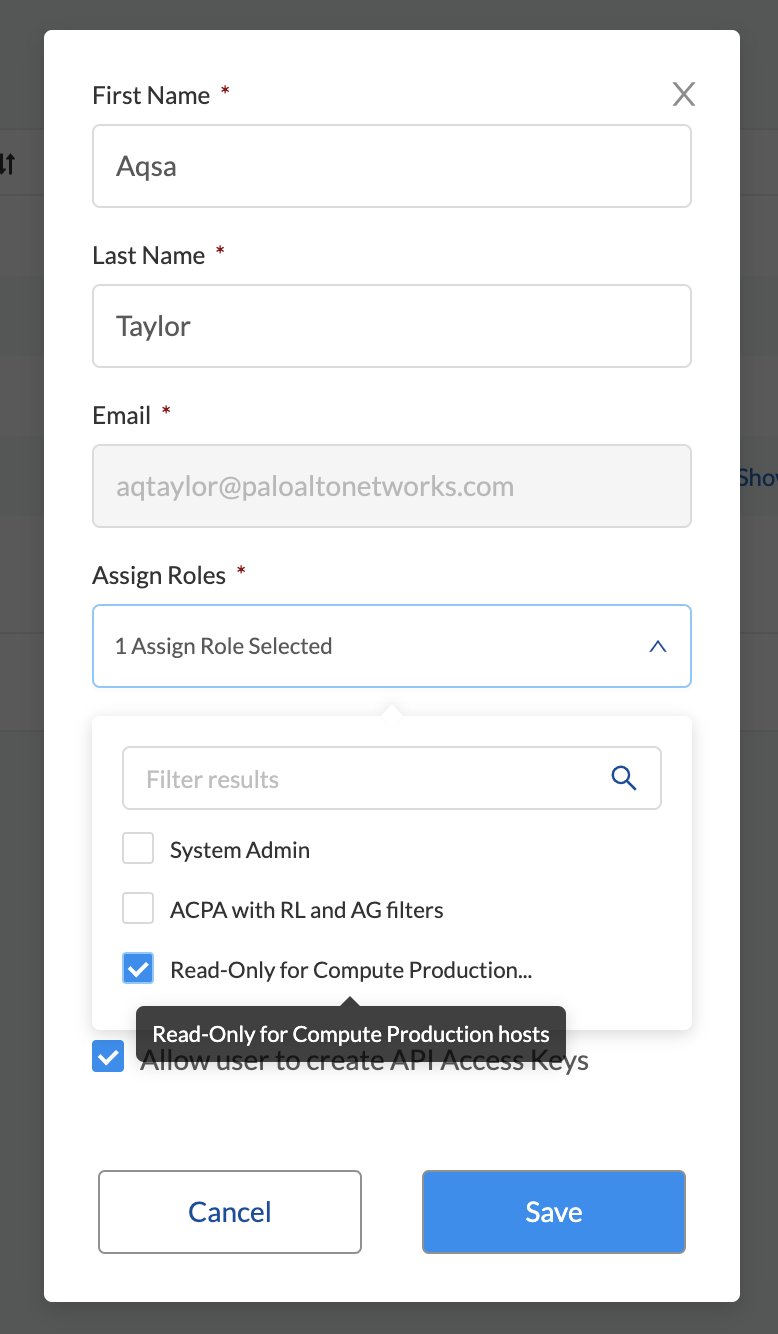 First Name *
Aqsa
Last Name *
Taylor
Email *
aqtaylor@paloaltonetworks.com
Show
Assign Roles *
1 Assign Role Selected
Filter results
System Admin
ACPA with RL and AG filters
Read-Only for Compute Production...
Read-Only for Compute Production hosts
Allow user to create API Access Keys
Cancel
Save